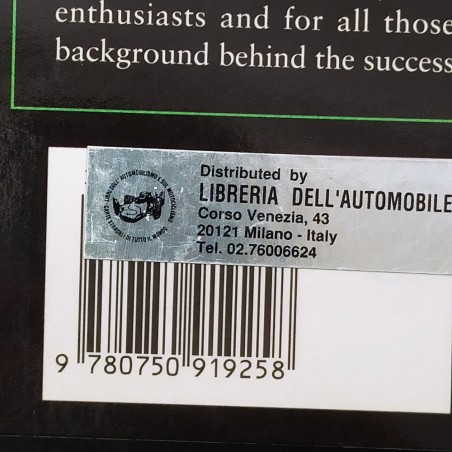 enthusiasts and for all those
background behind the success
Distributed by
LIBRERIA DELL'AUTOMOBILE
Corso Venezia, 43
20121 Milano - Italy
Tel. 02.76006624
9 780750 919258